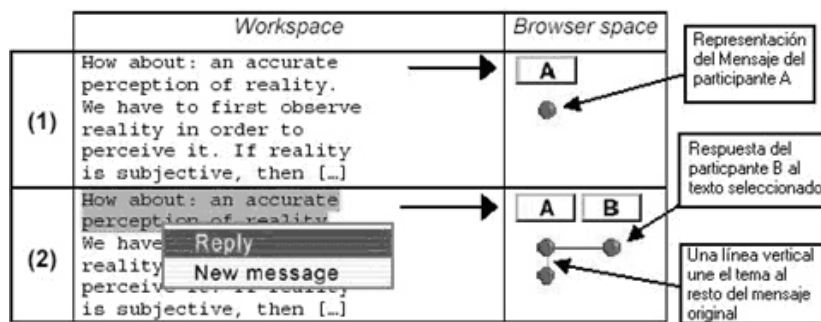 Workspace
Browser space
(1)
How about: an accurate
perception of reality.
We have to first observe
reality in order to
perceive it. If reality
is subjective, then […]
A
Representación
del Mensaje del
participante A
(2)
How about: an accurate
perception of reality
We have
Reply
reality
New message
perceive it. If reality
is subjective, then […]
A B
Respuesta del
particpante B al
texto seleccionado
Una línea vertical
une el tema al
resto del mensaje
original